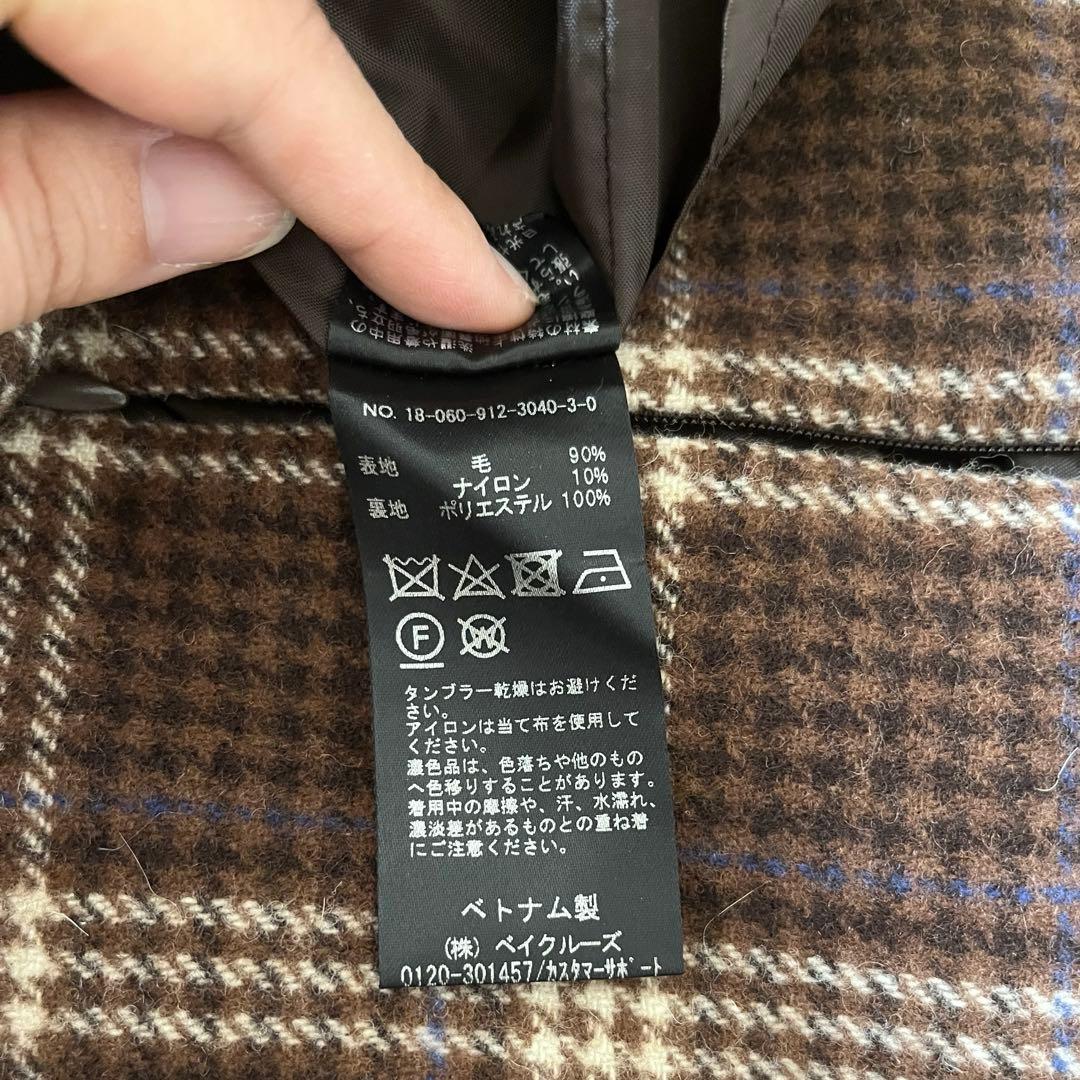 NO. 18-060-912-3040-3-0
表地 毛 90%
ナイロン 10%
裏地 ポリエステル 100%
F
W
タンブラー乾燥はお避けくだ
さい。
アイロンは当て布を使用して
ください。
濃色品は、色落ちや他のもの
へ色移りすることがあります。
着用中の摩擦や、汗、水濡れ、
濃淡差があるものとの重ね着
にご注意ください。
ベトナム製
(株) ベイクルーズ
0120-301457/カスタマーサポート